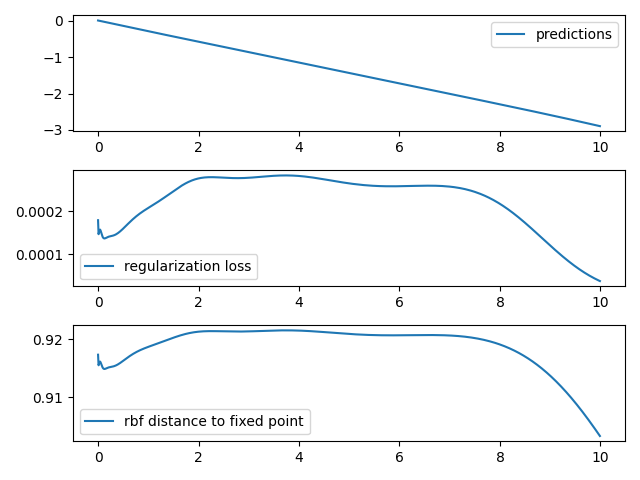 0
−1
−2
−3
predictions
0 2 4 6 8 10
0.0002
0.0001
regularization loss
0 2 4 6 8 10
0.92
0.91
rbf distance to fixed point
0 2 4 6 8 10